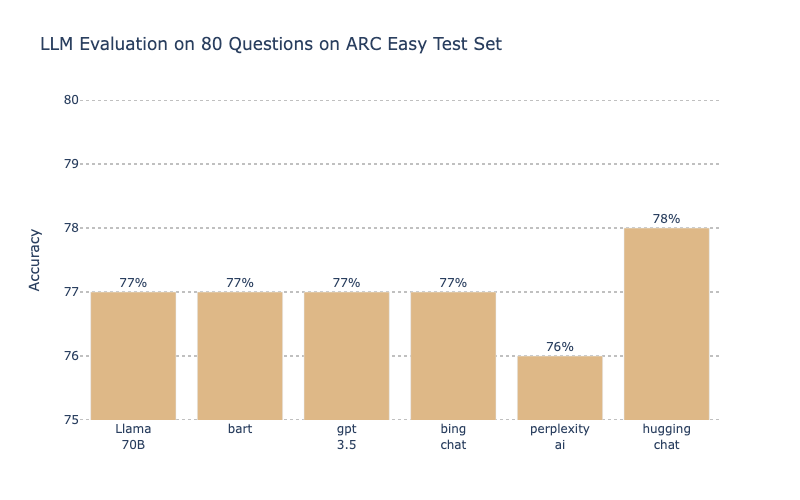 LLM Evaluation on 80 Questions on ARC Easy Test Set
80
79
78
77
76
75
Accuracy
77%
77%
77%
77%
76%
78%
Llama
70B
bart
gpt
3.5
bing
chat
perplexity
ai
hugging
chat